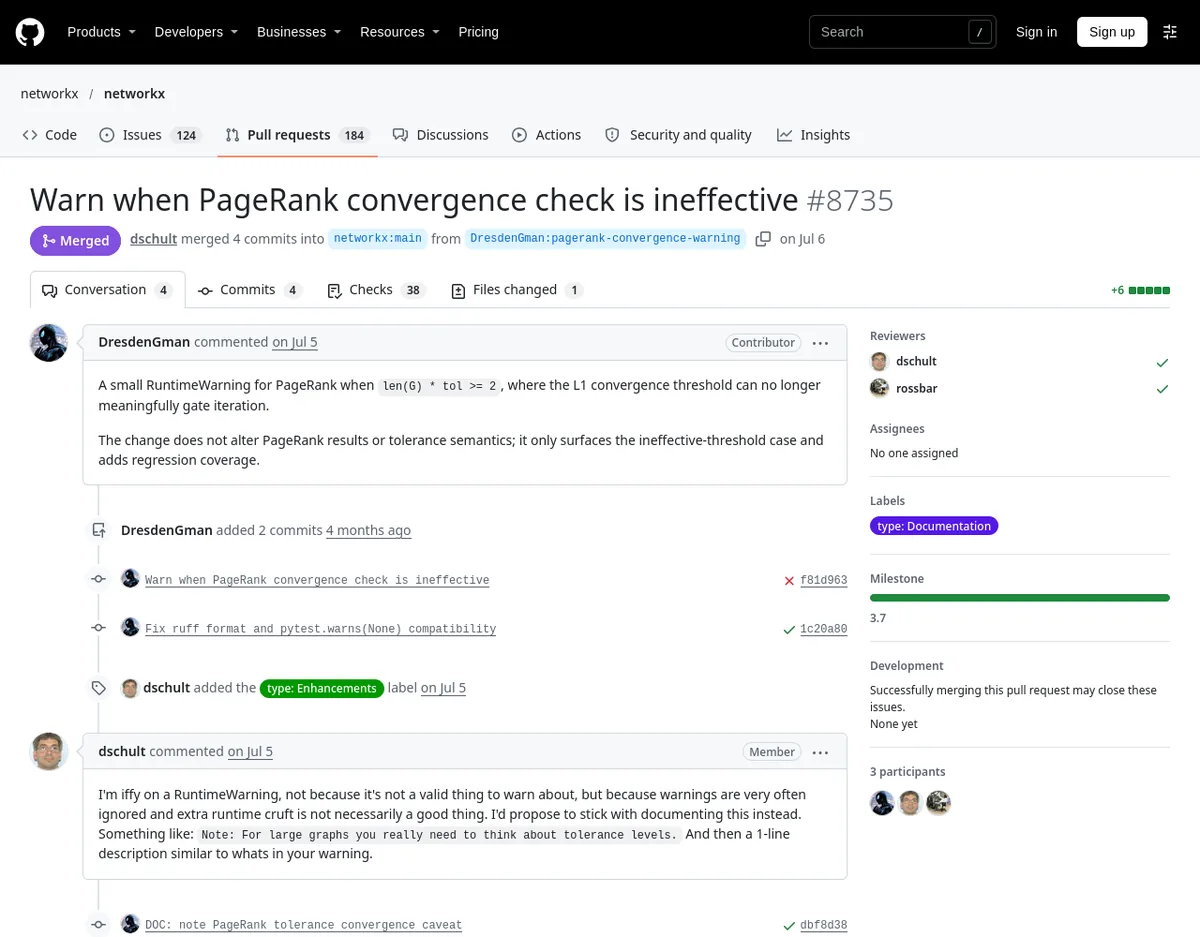 Products Developers Businesses Resources Pricing Search / Sign in Sign up
networkx / networkx
Code Issues 124 Pull requests 184 Discussions Actions Security and quality Insights
Warn when PageRank convergence check is ineffective #8735
Merged dschult merged 4 commits into networkx:main from DresdenGman:pagerank-convergence-warning on Jul 6
Conversation 4 Commits 4 Checks 38 Files changed 1 +6
DresdenGman commented on Jul 5 Contributor
A small RuntimeWarning for PageRank when len(G) * tol >= 2, where the L1 convergence threshold can no longer
meaningfully gate iteration.
The change does not alter PageRank results or tolerance semantics; it only surfaces the ineffective-threshold case and
adds regression coverage.
DresdenGman added 2 commits 4 months ago
Warn when PageRank convergence check is ineffective f81d963
Fix ruff format and pytest.warns(None) compatibility 1c20a80
dschult added the type: Enhancements label on Jul 5
dschult commented on Jul 5 Member
I'm iffy on a RuntimeWarning, not because it's not a valid thing to warn about, but because warnings are very often
ignored and extra runtime cruft is not necessarily a good thing. I'd propose to stick with documenting this instead.
Something like: Note: For large graphs you really need to think about tolerance levels. And then a 1-line
description similar to whats in your warning.
DOC: note PageRank tolerance convergence caveat dbf8d38
Reviewers
dschult
rossbar
Assignees
No one assigned
Labels
type: Documentation
Milestone
3.7
Development
Successfully merging this pull request may close these
issues.
None yet
3 participants